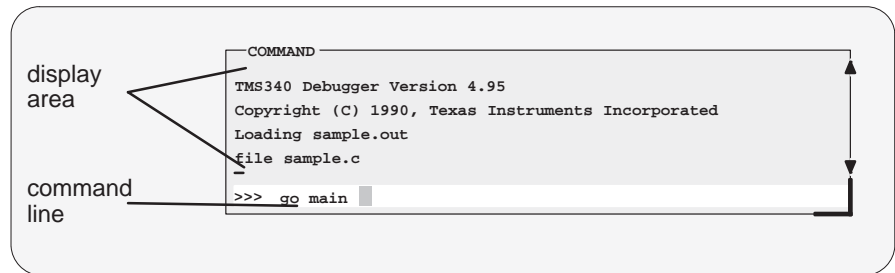 COMMAND
display
area
TMS340 Debugger Version 4.95
Copyright (C) 1990, Texas Instruments Incorporated
Loading sample.out
file sample.c
command
line
>>> go main